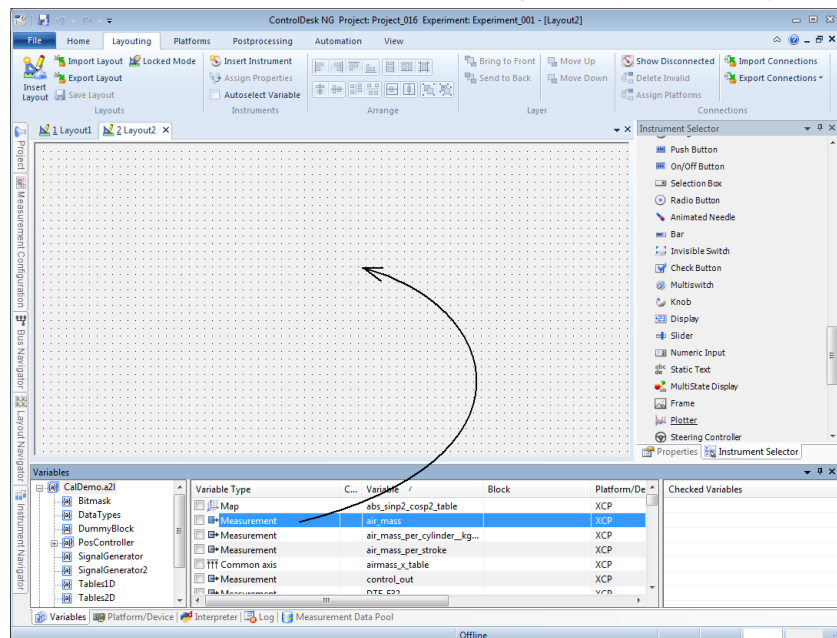 ControlDesk NG Project: Project_016 Experiment: Experiment_001 - [Layout2]
File Home Layouting Platforms Postprocessing Automation View
Insert Layout
Import Layout Locked Mode
Export Layout
Save Layout
Layouts
Insert Instrument
Assign Properties
Autoselect Variable
Instruments
Arrange
Bring to Front Move Up
Send to Back Move Down
Layer
Show Disconnected Import Connections
Delete Invalid Export Connections
Assign Platforms
Connections
Project
Measurement Configuration
Bus Navigator
Layout Navigator
Instrument Navigator
1 Layout1 2 Layout2
Instrument Selector
Push Button
On/Off Button
Selection Box
Radio Button
Animated Needle
Bar
Invisible Switch
Check Button
Multiswitch
Knob
Display
Slider
Numeric Input
abc de Static Text
MultiState Display
Frame
Plotter
Steering Controller
Properties Instrument Selector
Variables
CalDemo.a2l
Bitmask
DataTypes
DummyBlock
PosController
SignalGenerator
SignalGenerator2
Tables1D
Tables2D
Variable Type C... Variable Block Platform/De
Map abs_sinp2_cosp2_table XCP
Measurement air_mass XCP
Measurement air_mass_per_cylinder__kg... XCP
Measurement air_mass_per_stroke XCP
Common axis airmass_x_table XCP
Measurement control_out XCP
Measurement DTF_F32 XCP
Checked Variables
Variables Platform/Device Interpreter Log Measurement Data Pool
Offline